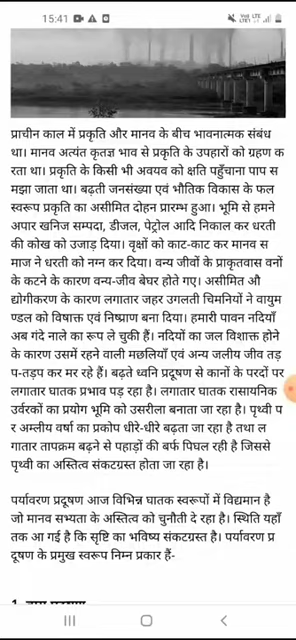 15:41
प्राचीन काल में प्रकृति और मानव के बीच भावनात्मक संबंध
था। मानव अत्यंत कृतज्ञ भाव से प्रकृति के उपहारों को ग्रहण क
रता था। प्रकृति के किसी भी अवयव को क्षति पहुँचाना पाप स
मझा जाता था। बढ़ती जनसंख्या एवं भौतिक विकास के फल
स्वरूप प्रकृति का असीमित दोहन प्रारम्भ हुआ। भूमि से हमने
अपार खनिज सम्पदा, डीजल, पेट्रोल आदि निकाल कर धरती
की कोख को उजाड़ दिया। वृक्षों को काट-काट कर मानव स
माज ने धरती को नग्न कर दिया। वन्य जीवों के प्राकृतवास वनों
के कटने के कारण वन्य-जीव बेघर होते गए। असीमित औ
द्योगीकरण के कारण लगातार जहर उगलती चिमनियों ने वायुम
ण्डल को विषाक्त एवं निष्प्राण बना दिया। हमारी पावन नदियाँ
अब गंदे नाले का रूप ले चुकी हैं। नदियों का जल विशाक्त होने
के कारण उसमें रहने वाली मछलियाँ एवं अन्य जलीय जीव तड़
प-तड़प कर मर रहे हैं। बढ़ते ध्वनि प्रदूषण से कानों के परदों पर
लगातार घातक प्रभाव पड़ रहा है। लगातार घातक रासायनिक
उर्वरकों का प्रयोग भूमि को उसरीला बनाता जा रहा है। पृथ्वी प
र अम्लीय वर्षा का प्रकोप धीरे-धीरे बढ़ता जा रहा है तथा ल
गातार तापक्रम बढ़ने से पहाड़ों की बर्फ पिघल रही है जिससे
पृथ्वी का अस्तित्व संकटग्रस्त होता जा रहा है।
पर्यावरण प्रदूषण आज विभिन्न घातक स्वरूपों में विद्यमान है
जो मानव सभ्यता के अस्तित्व को चुनौती दे रहा है। स्थिति यहाँ
तक आ गई है कि सृष्टि का भविष्य संकटग्रस्त है। पर्यावरण प्र
दूषण के प्रमुख स्वरूप निम्न प्रकार हैं-